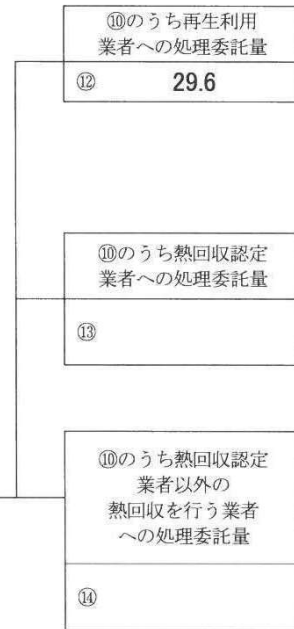 ⑩のうち再生利用
業者への処理委託量
⑫ 29.6
⑩のうち熱回収認定
業者への処理委託量
⑬
⑩のうち熱回収認定
業者以外の
熱回収を行う業者
への処理委託量
⑭